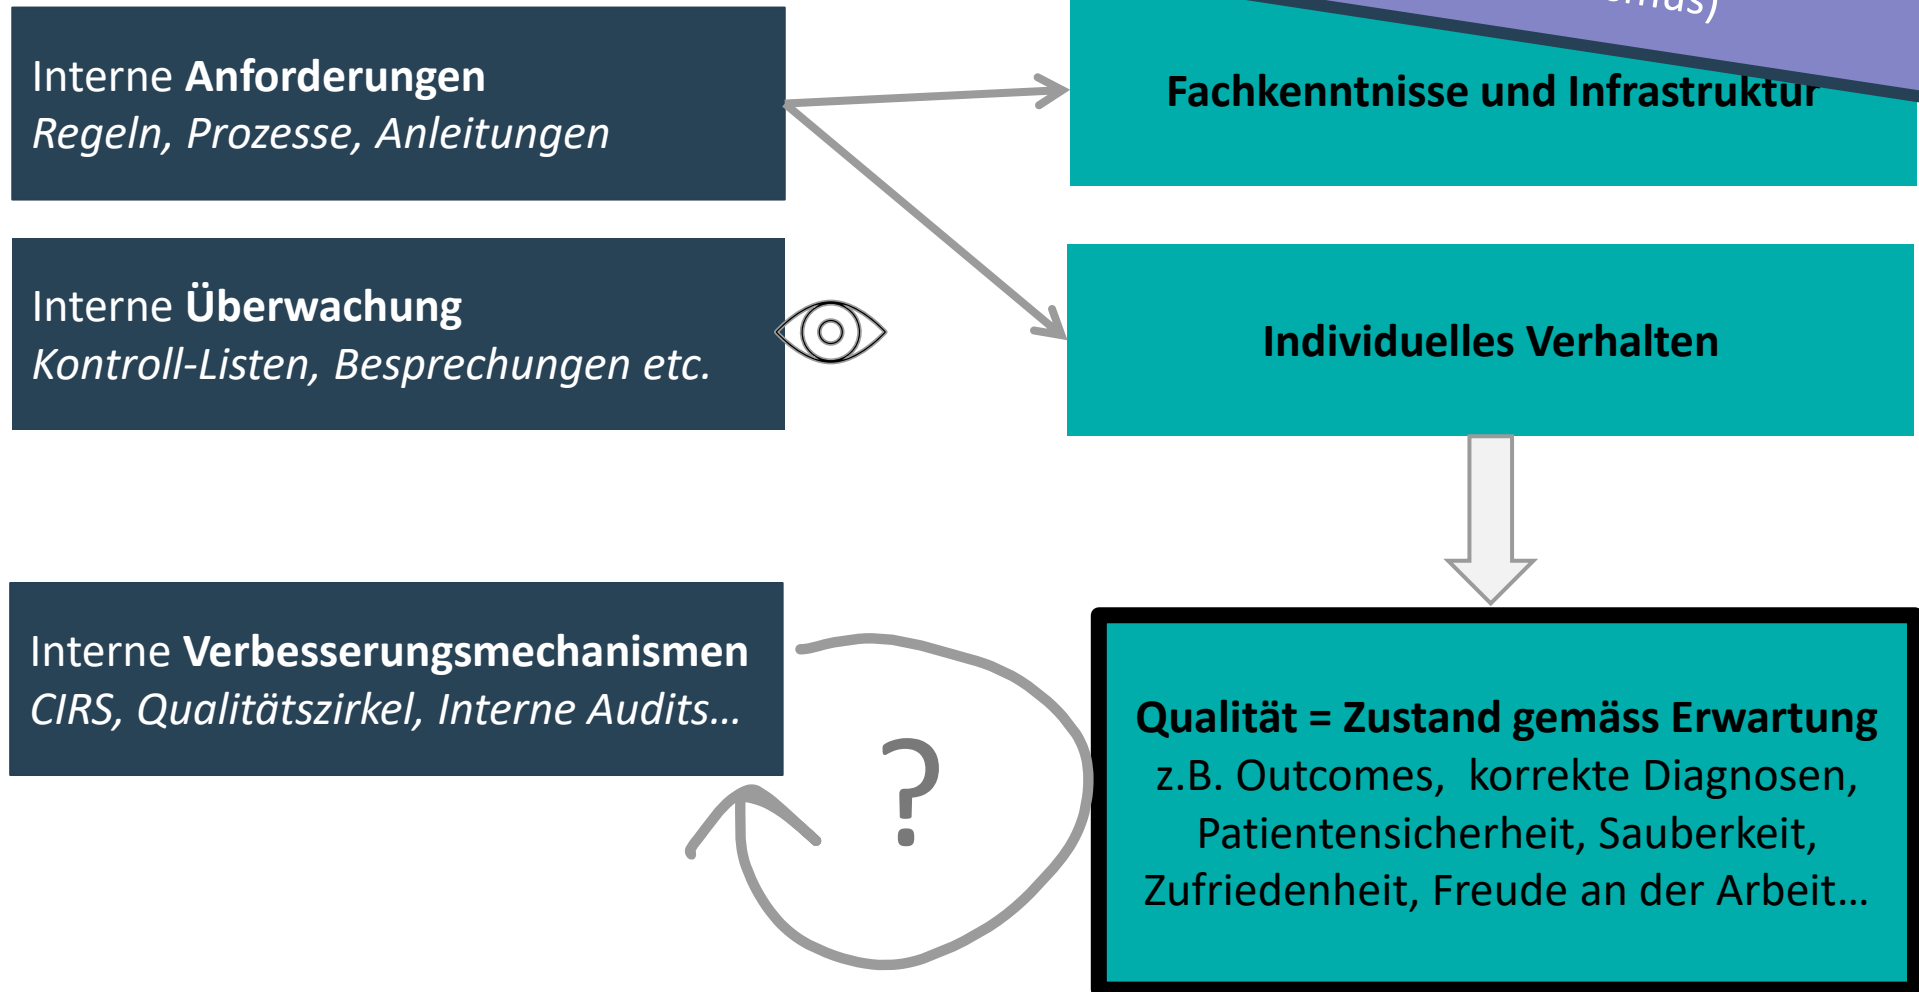 Interne Anforderungen
Regeln, Prozesse, Anleitungen
Fachkenntnisse und Infrastruktur
Interne Überwachung
Kontroll-Listen, Besprechungen etc.
Individuelles Verhalten
Interne Verbesserungsmechanismen
CIRS, Qualitätszirkel, Interne Audits…
?
Qualität = Zustand gemäss Erwartung
z.B. Outcomes, korrekte Diagnosen,
Patientensicherheit, Sauberkeit,
Zufriedenheit, Freude an der Arbeit…